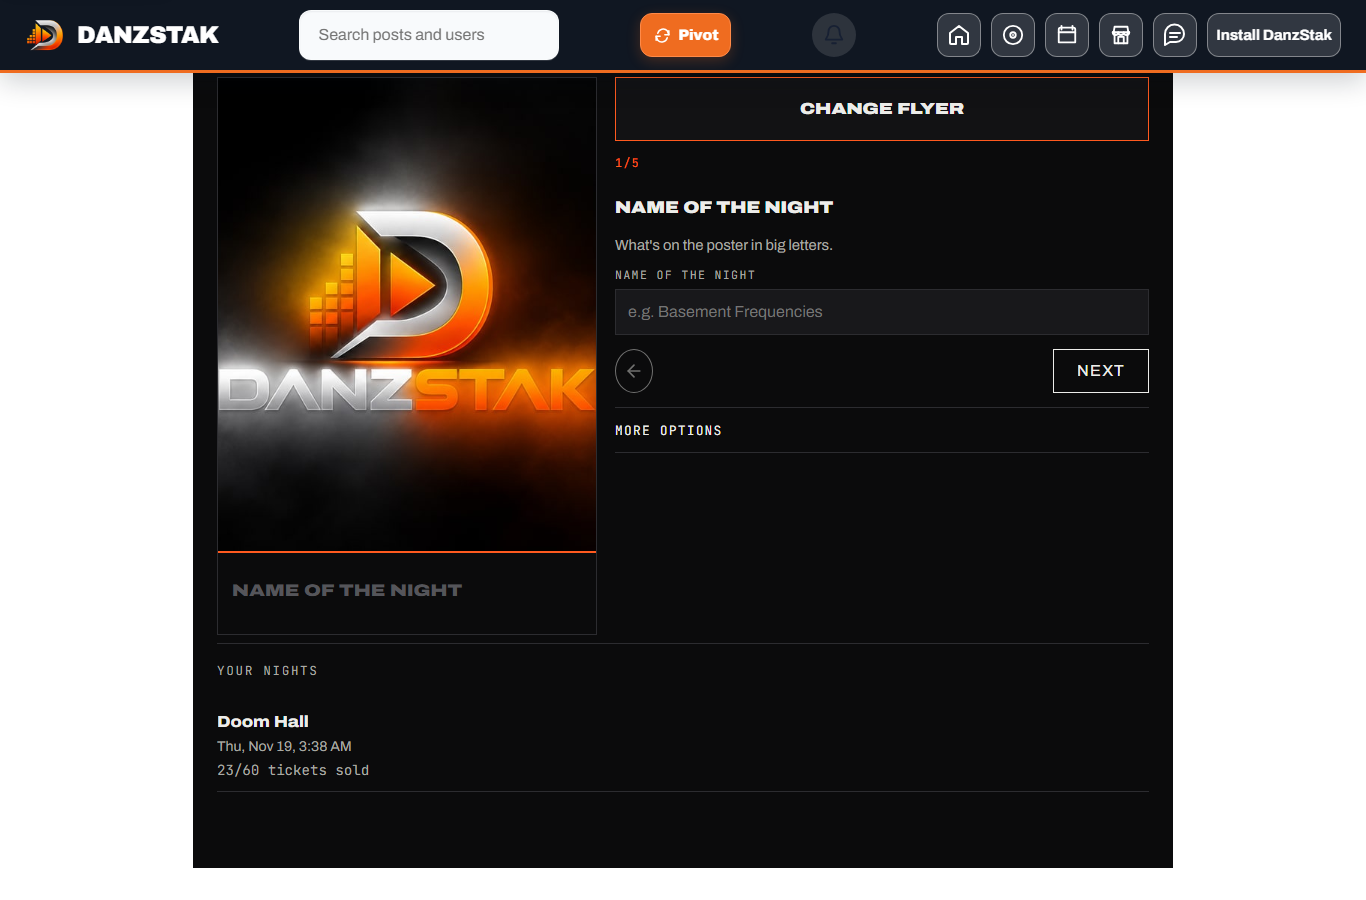 DANZSTAK
Search posts and users
Pivot
Install DanzStak
DANZSTAK
NAME OF THE NIGHT
CHANGE FLYER
1/5
NAME OF THE NIGHT
What's on the poster in big letters.
NAME OF THE NIGHT
e.g. Basement Frequencies
NEXT
MORE OPTIONS
YOUR NIGHTS
Doom Hall
Thu, Nov 19, 3:38 AM
23/60 tickets sold